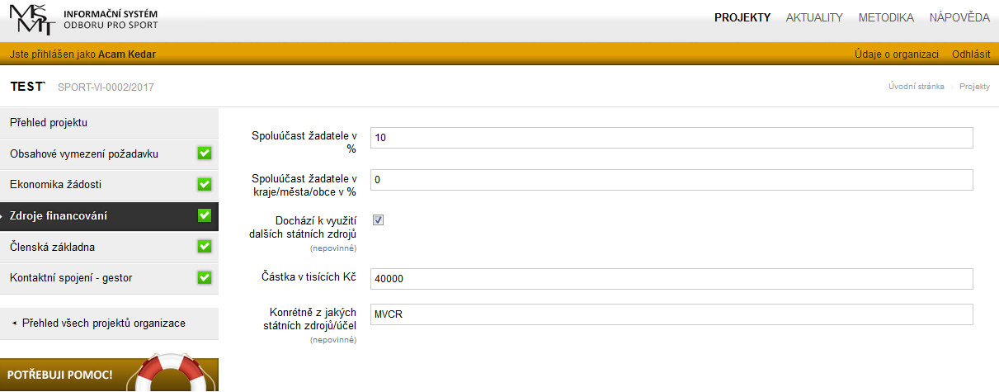 MŠMT
INFORMAČNÍ SYSTÉM
ODBORU PRO SPORT
PROJEKTY AKTUALITY METODIKA NÁPOVĚDA
Jste přihlášen jako Acam Kedar
Údaje o organizaci Odhlásit
TEST` SPORT-VI-0002/2017
Úvodní stránka Projekty
Přehled projektu
Obsahové vymezení požadavku
Ekonomika žádosti
Zdroje financování
Členská základna
Kontaktní spojení - gestor
Přehled všech projektů organizace
POTŘEBUJI POMOC!
Spoluúčast žadatele v
%
10
Spoluúčast žadatele v
kraje/města/obce v %
0
Dochází k využití
dalších státních zdrojů
(nepovinné)
Částka v tisících Kč
40000
Konrétně z jakých
státních zdrojů/účel
(nepovinné)
MVCR